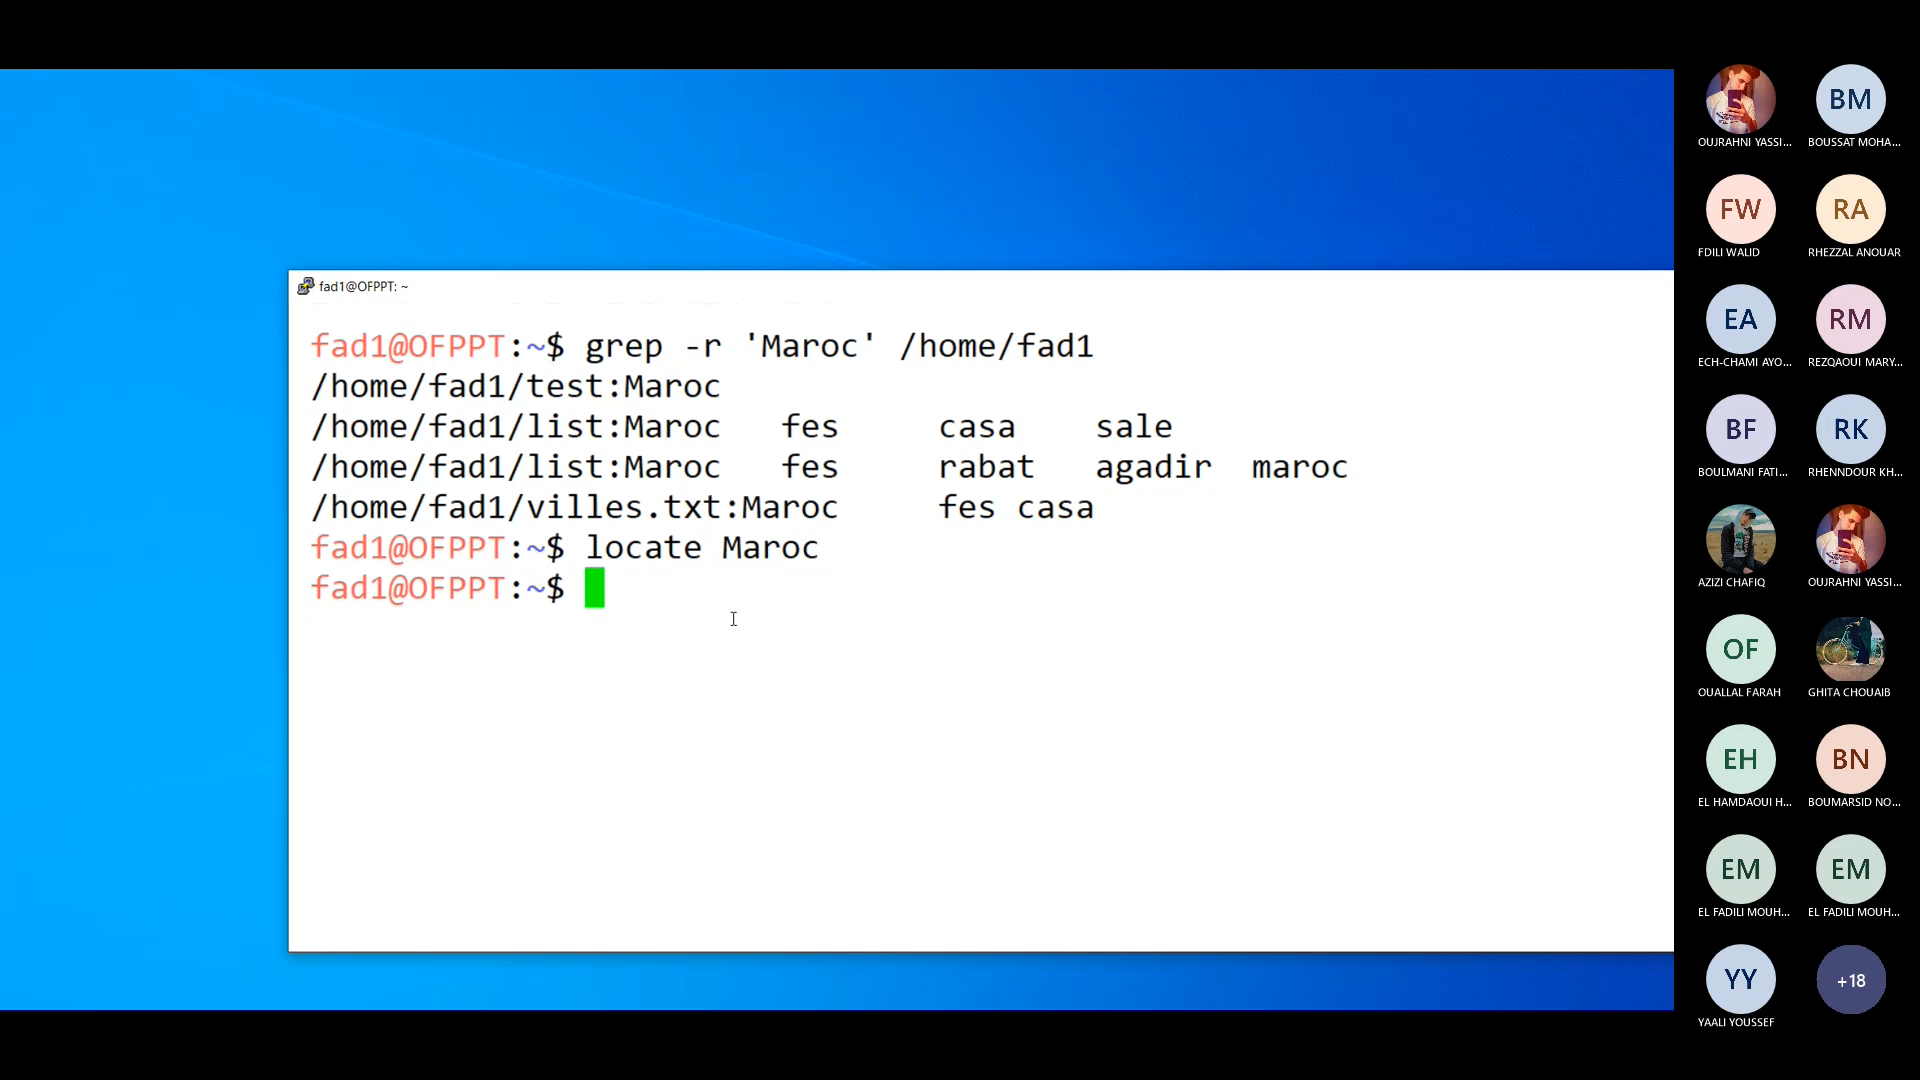 fad1@OFPPT: ~
fad1@OFPPT:~$ grep -r 'Maroc' /home/fad1
/home/fad1/test:Maroc
/home/fad1/list:Maroc fes casa sale
/home/fad1/list:Maroc fes rabat agadir maroc
/home/fad1/villes.txt:Maroc fes casa
fad1@OFPPT:~$ locate Maroc
fad1@OFPPT:~$
OUJRAHNI YASSI...
BM
BOUSSAT MOHA...
FW
FDILI WALID
RA
RHEZZAL ANOUAR
EA
ECH-CHAMI AYO...
RM
REZQAOUI MARY...
BF
BOULMANI FATI...
RK
RHENNDOUR KH...
AZIZI CHAFIQ
OUJRAHNI YASSI...
OF
OUALLAL FARAH
GHITA CHOUAIB
EH
EL HAMDAOUI H...
BN
BOUMARSID NO...
EM
EL FADILI MOUH...
EM
EL FADILI MOUH...
YY
YAALI YOUSSEF
+18